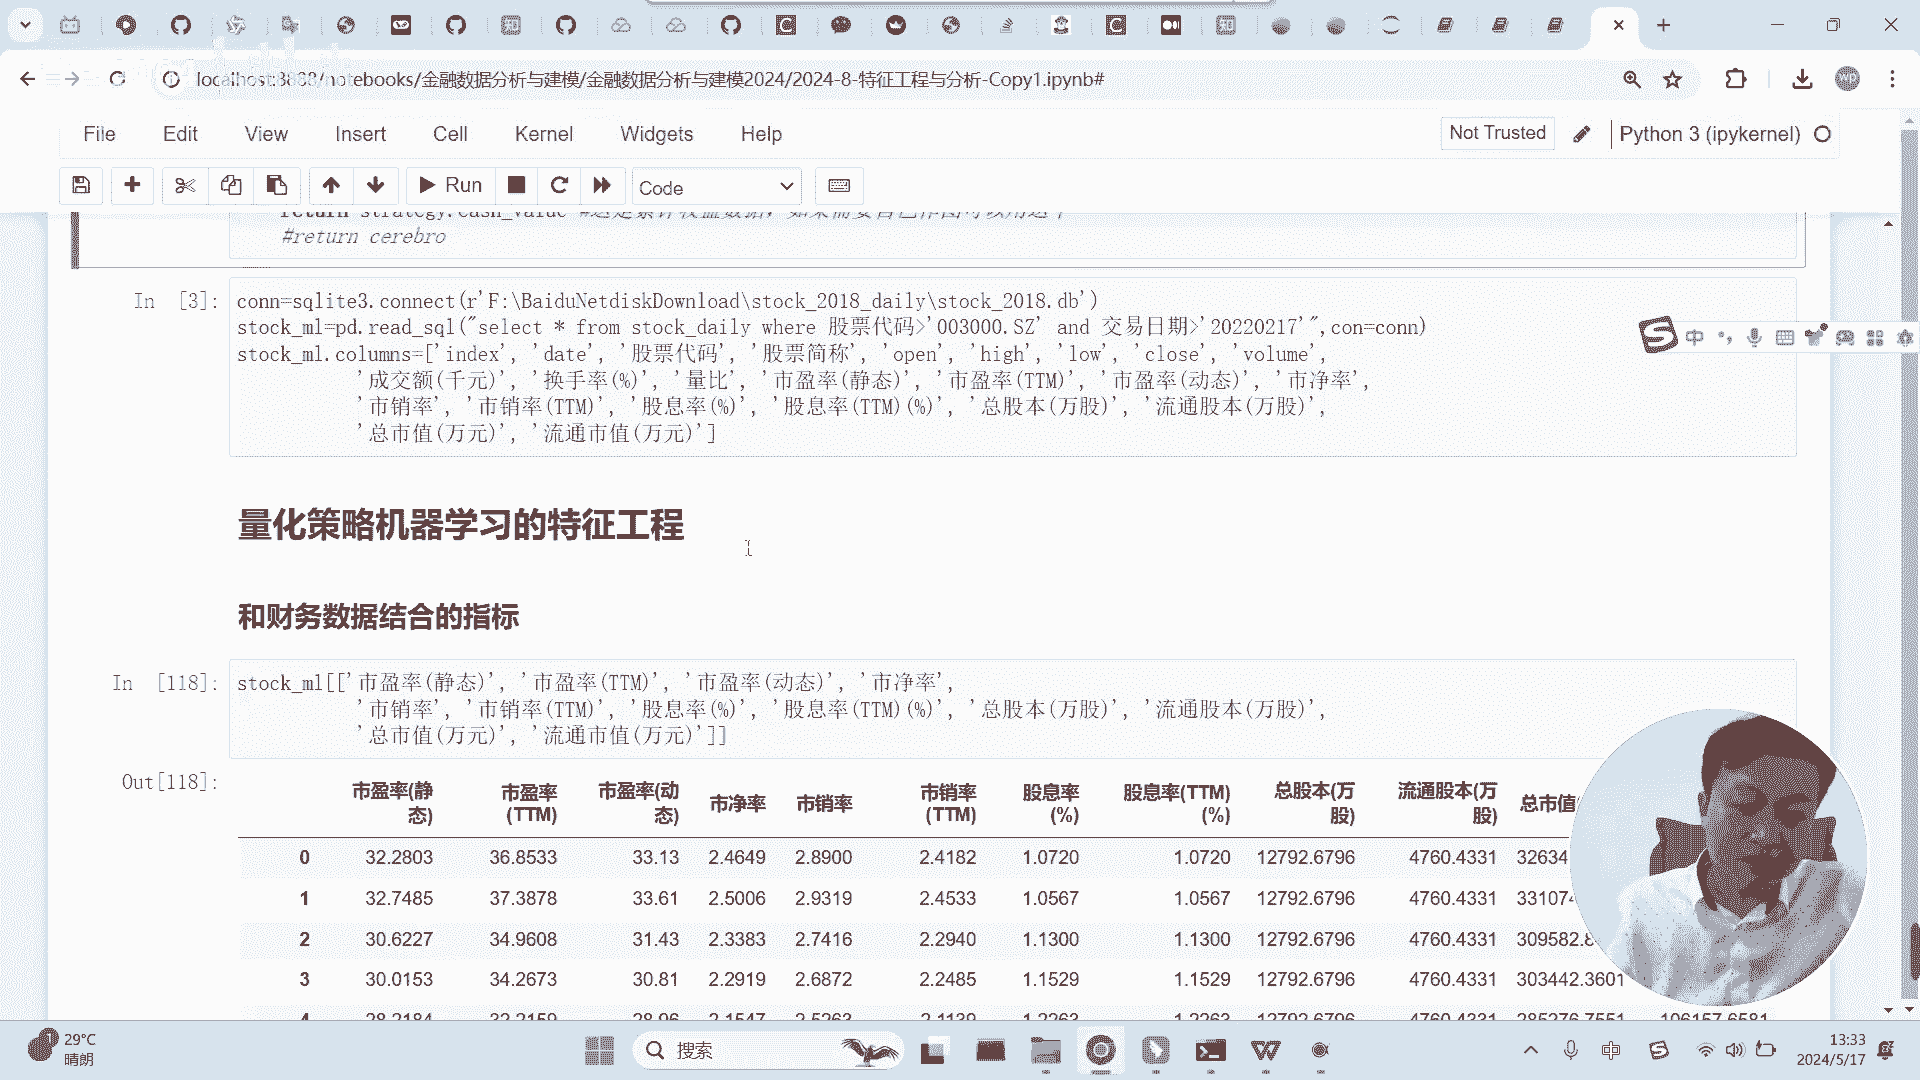 localhost:8888/notebooks/金融数据分析与建模/金融数据分析与建模2024/2024-8-特征工程与分析-Copy1.ipynb#
File Edit View Insert Cell Kernel Widgets Help
Not Trusted
Python 3 (ipykernel)
Run
Code
return strategy.cash_value
#return cerebro
In [3]:
conn=sqlite3.connect(r'F:\BaiduNetdiskDownload\stock_2018_daily\stock_2018.db')
stock_ml=pd.read_sql("select * from stock_daily where 股票代码>'003000.SZ' and 交易日期>'20220217'",con=conn)
stock_ml.columns=['index', 'date', '股票代码', '股票简称', 'open', 'high', 'low', 'close', 'volume',
'成交额(千元)', '换手率(%)', '量比', '市盈率(静态)', '市盈率(TTM)', '市盈率(动态)', '市净率',
'市销率', '市销率(TTM)', '股息率(%)', '股息率(TTM)(%)', '总股本(万股)', '流通股本(万股)',
'总市值(万元)', '流通市值(万元)']
中
量化策略机器学习的特征工程
和财务数据结合的指标
In [118]:
stock_ml[['市盈率(静态)', '市盈率(TTM)', '市盈率(动态)', '市净率',
'市销率', '市销率(TTM)', '股息率(%)', '股息率(TTM)(%)', '总股本(万股)', '流通股本(万股)',
'总市值(万元)', '流通市值(万元)']]
Out[118]:
市盈率(静态) 市盈率(TTM) 市盈率(动态) 市净率 市销率 市销率(TTM) 股息率(%) 股息率(TTM)(%) 总股本(万股) 流通股本(万股) 总市值
0 32.2803 36.8533 33.13 2.4649 2.8900 2.4182 1.0720 1.0720 12792.6796 4760.4331 32634
1 32.7485 37.3878 33.61 2.5006 2.9319 2.4533 1.0567 1.0567 12792.6796 4760.4331 331074
2 30.6227 34.9608 31.43 2.3383 2.7416 2.2940 1.1300 1.1300 12792.6796 4760.4331 309582.8
3 30.0153 34.2673 30.81 2.2919 2.6872 2.2485 1.1529 1.1529 12792.6796 4760.4331 303442.3601
4 28.2184 32.2159 28.96 2.1547 2.5263 2.1139 1.2263 1.2263 12792.6796 4760.4331 285276.7551 106157.6581
29°C
晴朗
搜索
中
13:33
2024/5/17